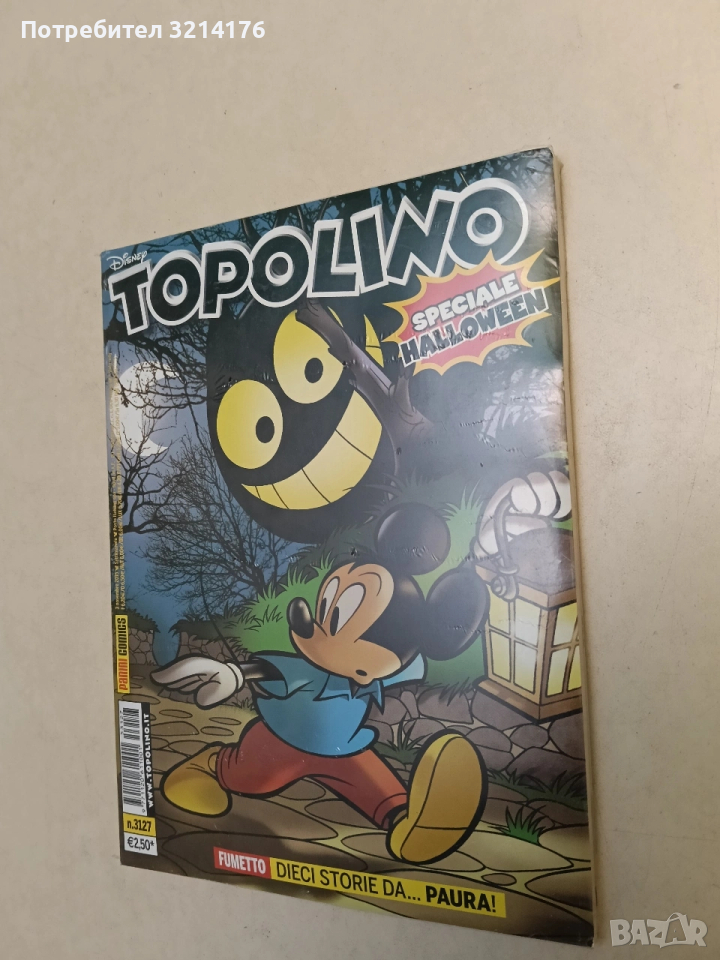 Потребител 3214176
DISNEY
TOPOLINO
SPECIALE
HALLOWEEN
PANINI COMICS
WWW.TOPOLINO.IT
n.3127
€2,50*
FUMETTO DIECI STORIE DA... PAURA!
BAZAR